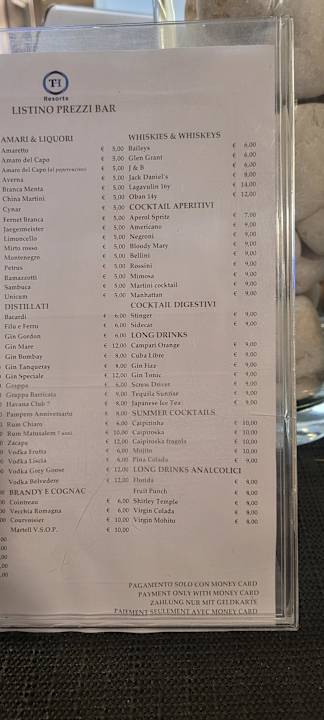 TH
Resorts
LISTINO PREZZI BAR
AMARI & LIQUORI
Amaretto € 5,00
Amaro del Capo € 5,00
Amaro del Capo (al peperoncino) € 5,00
Averna € 5,00
Branca Menta € 5,00
China Martini € 5,00
Cynar € 5,00
Fernet Branca € 5,00
Jaegermeister € 5,00
Limoncello € 5,00
Mirto rosso € 5,00
Montenegro € 5,00
Petrus € 5,00
Ramazzotti € 5,00
Sambuca € 5,00
Unicum € 5,00
DISTILLATI
Bacardi € 6,00
Filu e Ferru € 6,00
Gin Gordon € 6,00
Gin Mare € 12,00
Gin Bombay € 8,00
Gin Tanqueray € 8,00
Gin Speciale € 12,00
Grappa € 6,00
Grappa Barricata € 9,00
Havana Club 7 € 8,00
Pampero Anniversario € 8,00
Rum Chiaro € 6,00
Rum Matusalem 7 anni € 10,00
Zacapa € 12,00
Vodka Frutta € 6,00
Vodka Liscia € 6,00
Vodka Grey Goose € 12,00
Vodka Belvedere € 12,00
BRANDY E COGNAC
Cointreau € 6,00
Vecchia Romagna € 6,00
Courvoisier € 10,00
Martell V.S.O.P. € 10,00
WHISKIES & WHISKEYS
Baileys € 6,00
Glen Grant € 6,00
J & B € 6,00
Jack Daniel's € 8,00
Lagavulin 16y € 14,00
Oban 14y € 12,00
COCKTAIL APERITIVI
Aperol Spritz € 7,00
Americano € 9,00
Negroni € 9,00
Bloody Mary € 9,00
Bellini € 9,00
Rossini € 9,00
Mimosa € 9,00
Martini cocktail € 9,00
Manhattan € 9,00
COCKTAIL DIGESTIVI
Stinger € 9,00
Sidecar € 9,00
LONG DRINKS
Campari Orange € 9,00
Cuba Libre € 9,00
Gin Fizz € 9,00
Gin Tonic € 9,00
Screw Driver € 9,00
Tequila Sunrise € 9,00
Japanese Ice Tea € 9,00
SUMMER COCKTAILS
Caipirinha € 10,00
Caipiroska € 10,00
Caipiroska fragola € 10,00
Mojito € 10,00
Pina Colada € 9,00
LONG DRINKS ANALCOLICI
Florida € 8,00
Fruit Punch € 8,00
Shirley Temple € 8,00
Virgin Colada € 8,00
Virgin Mohito € 8,00
PAGAMENTO SOLO CON MONEY CARD
PAYMENT ONLY WITH MONEY CARD
ZAHLUNG NUR MIT GELDKARTE
PAIEMENT SEULEMENT AVEC MONEY CARD